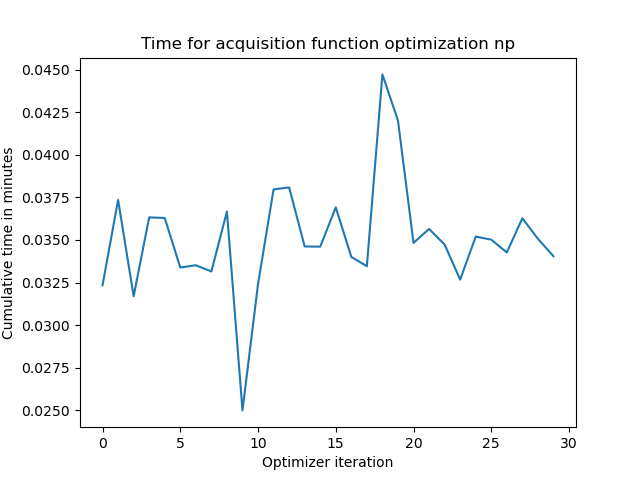 Time for acquisition function optimization np
0.0450
0.0425
0.0400
0.0375
0.0350
0.0325
0.0300
0.0275
0.0250
Cumulative time in minutes
0 5 10 15 20 25 30
Optimizer iteration